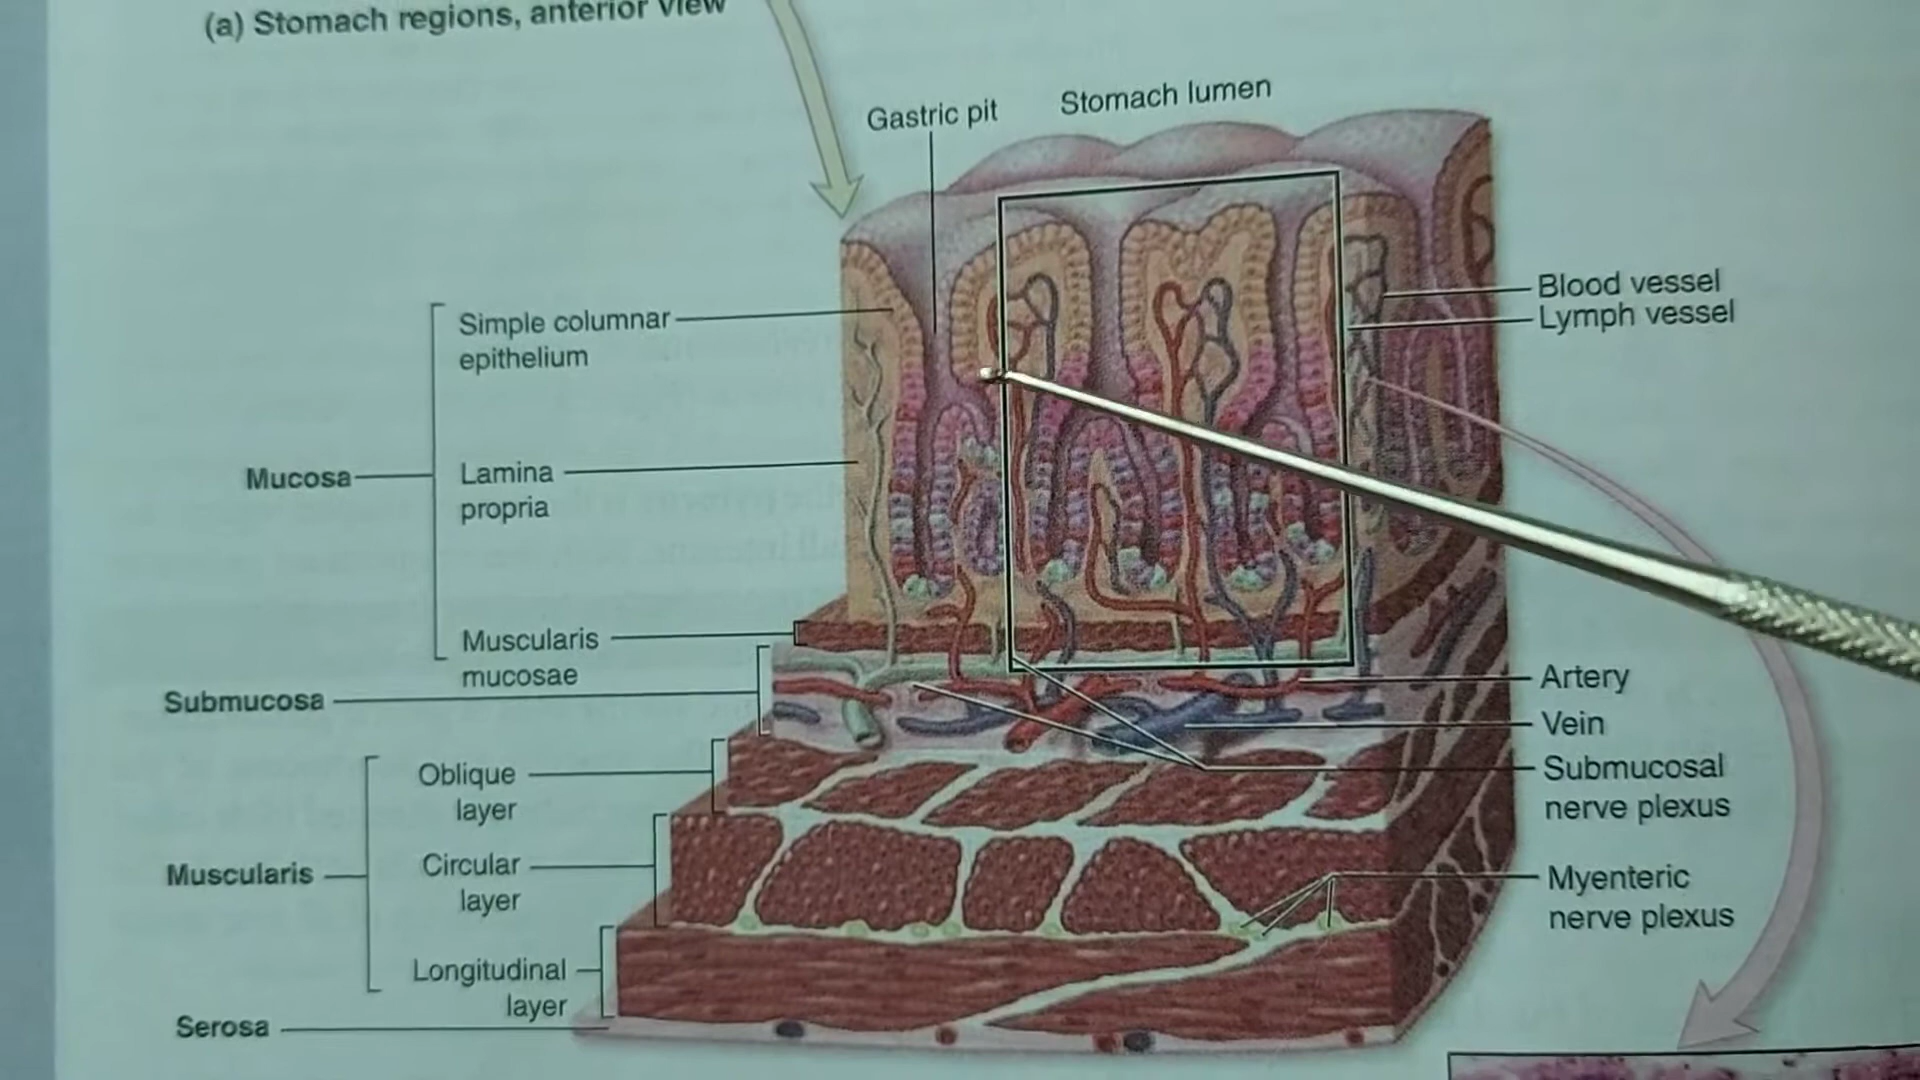 (a) Stomach regions, anterior view
Gastric pit
Stomach lumen
Simple columnar
epithelium
Blood vessel
Lymph vessel
Mucosa
Lamina
propria
Muscularis
mucosae
Submucosa
Artery
Vein
Oblique
layer
Submucosal
nerve plexus
Muscularis
Circular
layer
Myenteric
nerve plexus
Longitudinal
layer
Serosa